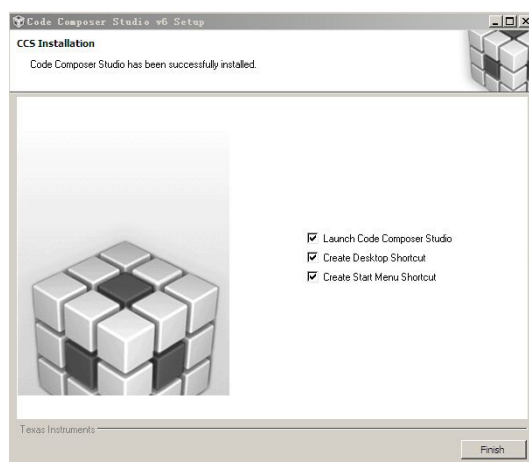 Code Composer Studio v6 Setup
CCS Installation
Code Composer Studio has been successfully installed.
Launch Code Composer Studio
Create Desktop Shortcut
Create Start Menu Shortcut
Texas Instruments
Finish